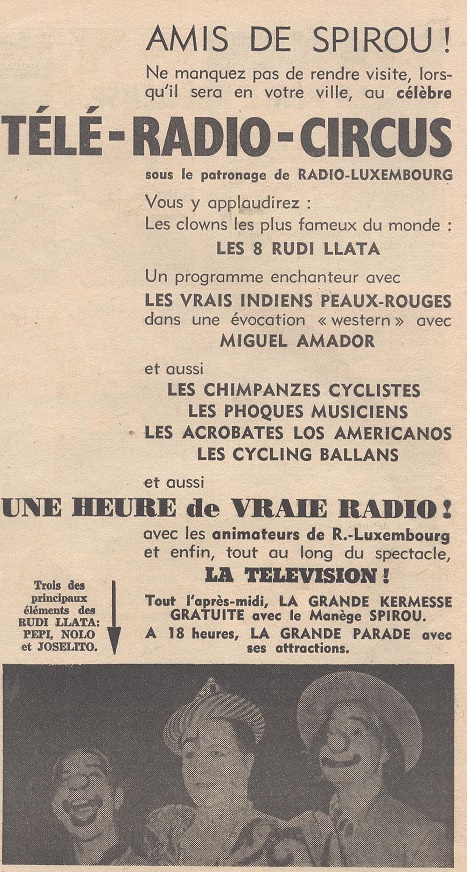 AMIS DE SPIROU !
Ne manquez pas de rendre visite, lors-
qu'il sera en votre ville, au célèbre
TÉLÉ-RADIO-CIRCUS
sous le patronage de RADIO-LUXEMBOURG
Vous y applaudirez :
Les clowns les plus fameux du monde :
LES 8 RUDI LLATA
Un programme enchanteur avec
LES VRAIS INDIENS PEAUX-ROUGES
dans une évocation « western » avec
MIGUEL AMADOR
et aussi
LES CHIMPANZES CYCLISTES
LES PHOQUES MUSICIENS
LES ACROBATES LOS AMERICANOS
LES CYCLING BALLANS
et aussi
UNE HEURE de VRAIE RADIO !
avec les animateurs de R.-Luxembourg
et enfin, tout au long du spectacle,
LA TELEVISION !
Tout l'après-midi, LA GRANDE KERMESSE
GRATUITE avec le Manège SPIROU.
A 18 heures, LA GRANDE PARADE avec
ses attractions.
Trois des
principaux
éléments des
RUDI LLATA:
PEPI, NOLO
et JOSELITO.